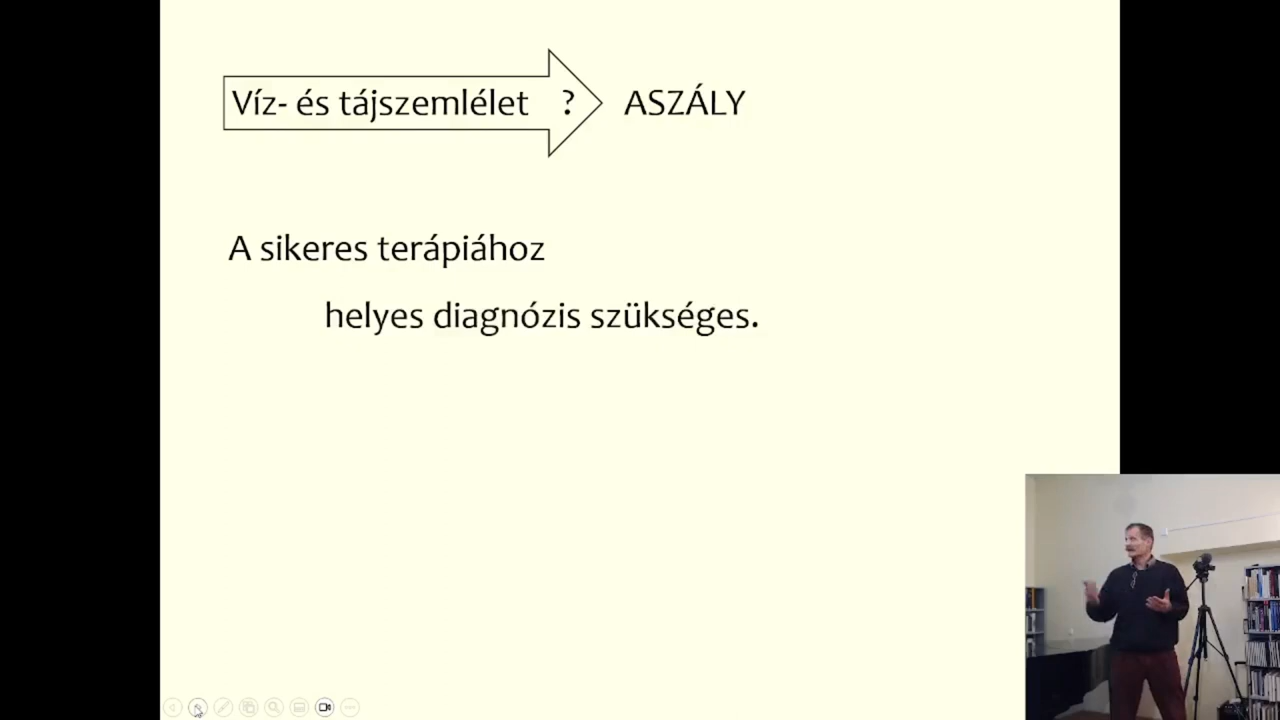 Víz- és tájszemlélet ? ASZÁLY
A sikeres terápiához
helyes diagnózis szükséges.